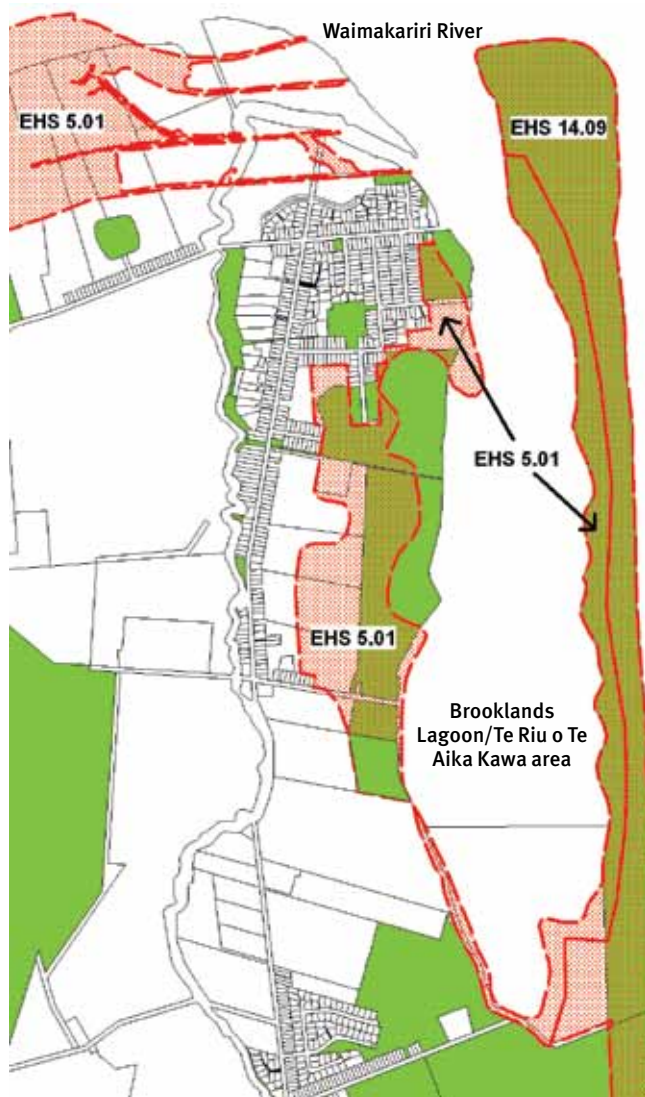 Waimakariri River
EHS 5.01
EHS 14.09
EHS 5.01
EHS 5.01
Brooklands
Lagoon/Te Riu o Te
Aika Kawa area